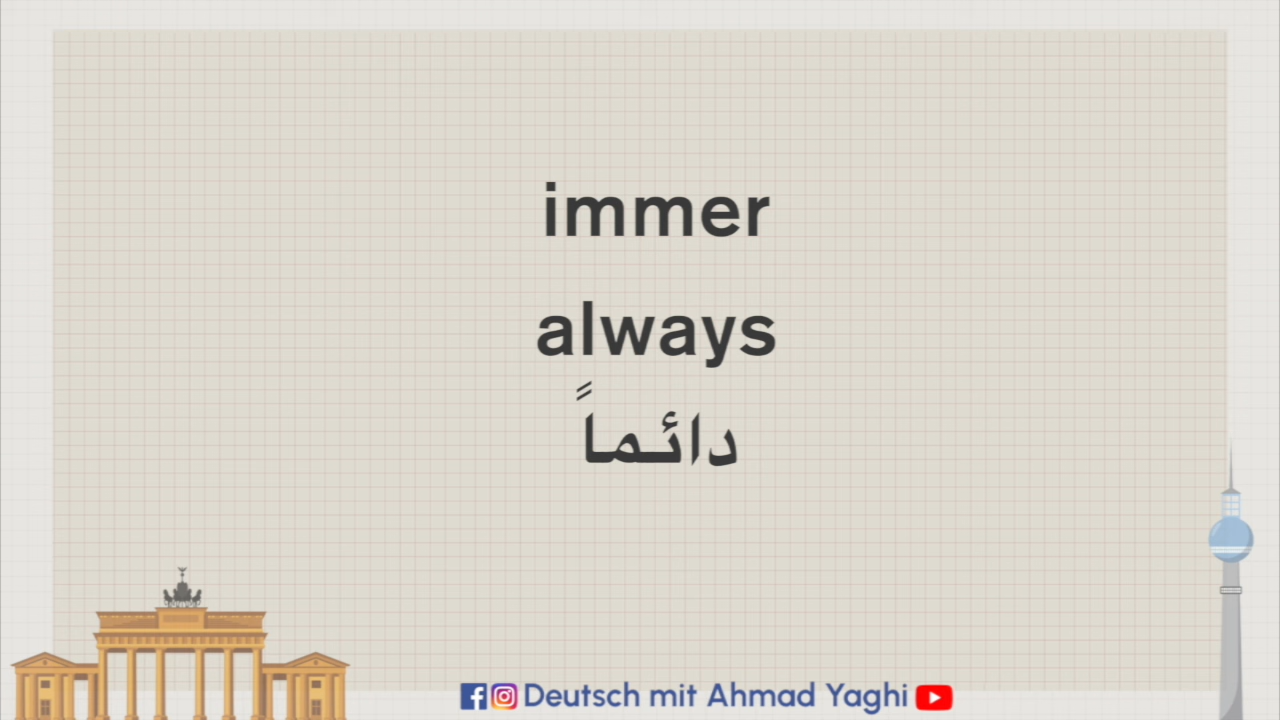 immer
always
دائماً
Deutsch mit Ahmad Yaghi